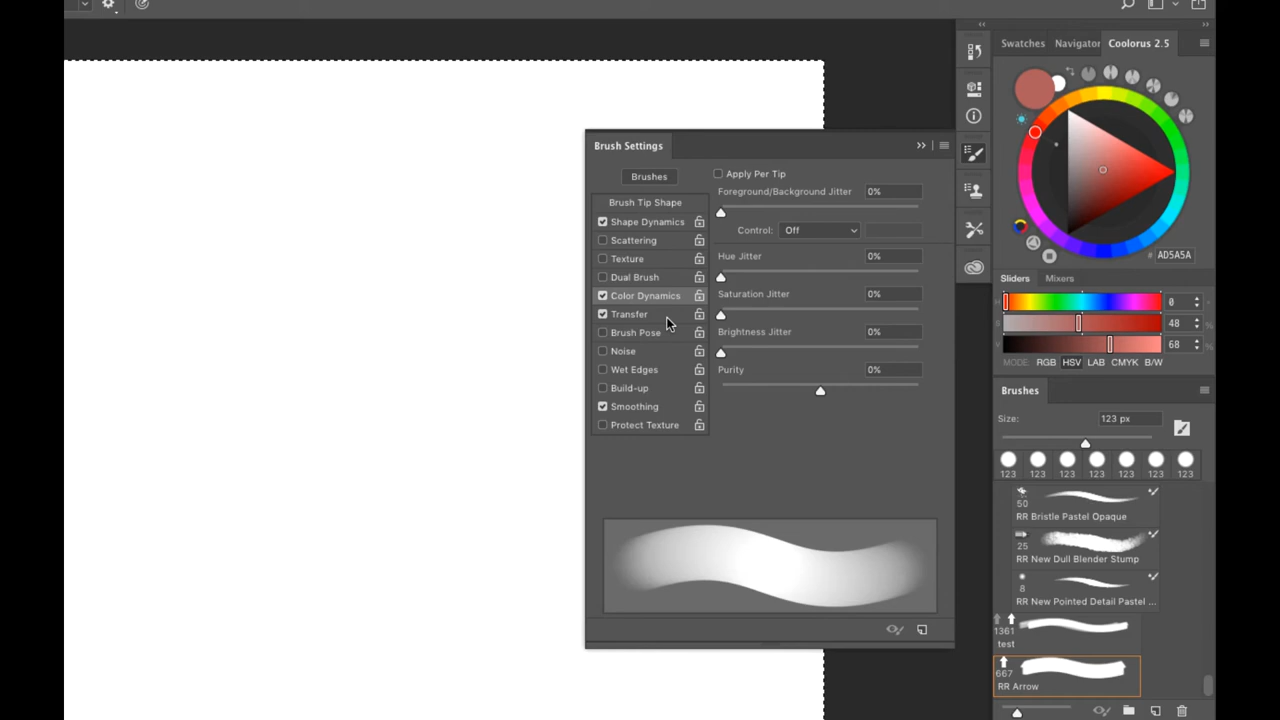 Swatches Navigator Coolorus 2.5
Brush Settings
Brushes
Apply Per Tip
Foreground/Background Jitter 0%
Control: Off
Hue Jitter 0%
Saturation Jitter 0%
Brightness Jitter 0%
Purity 0%
Brush Tip Shape
Shape Dynamics
Scattering
Texture
Dual Brush
Color Dynamics
Transfer
Brush Pose
Noise
Wet Edges
Build-up
Smoothing
Protect Texture
# AD5A5A
Sliders Mixers
H 0 °
S 48 %
V 68 %
MODE: RGB HSV LAB CMYK B/W
Brushes
Size: 123 px
123 123 123 123 123 123 123
50
RR Bristle Pastel Opaque
25
RR New Dull Blender Stump
8
RR New Pointed Detail Pastel ...
1361
test
667
RR Arrow